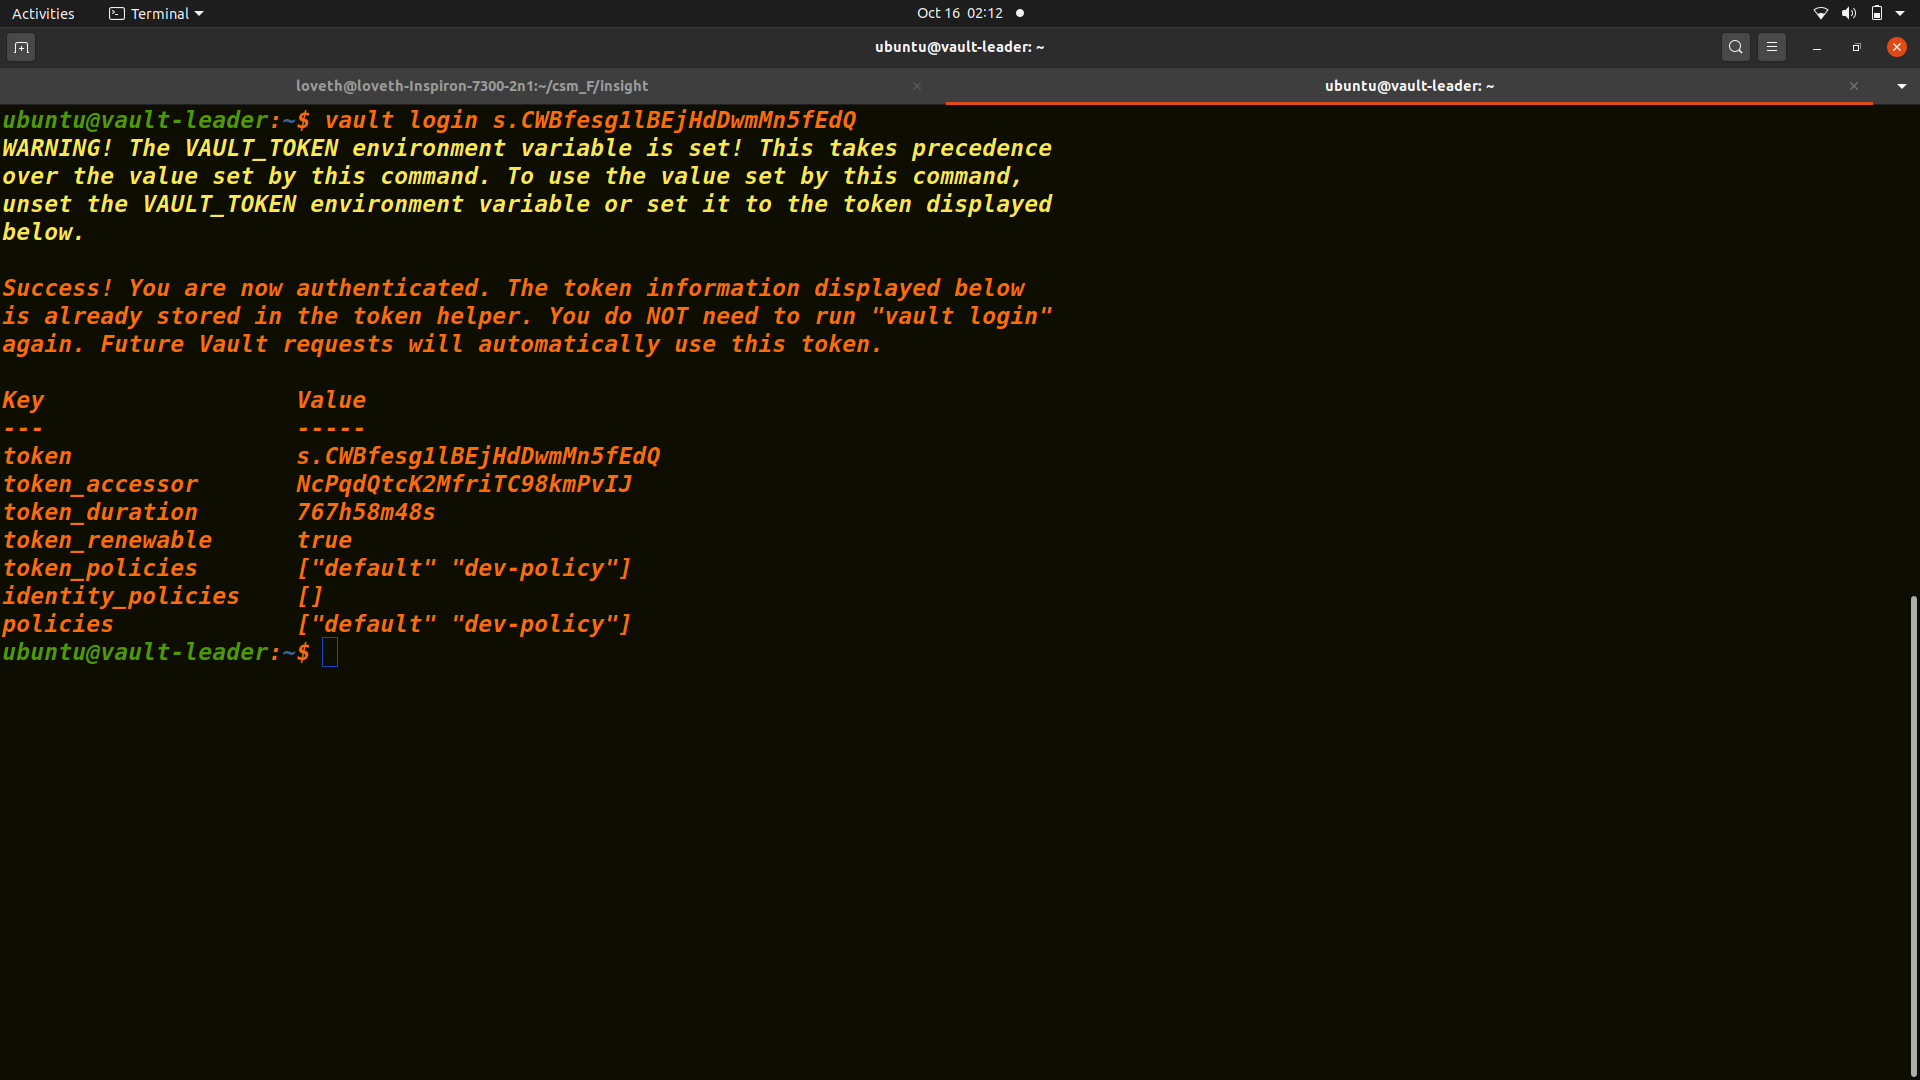 Activities Terminal Oct 16 02:12
ubuntu@vault-leader: ~
loveth@loveth-Inspiron-7300-2n1:~/csm_F/insight ubuntu@vault-leader: ~
ubuntu@vault-leader:~$ vault login s.CWBfesg1lBEjHdDwmMn5fEdQ
WARNING! The VAULT_TOKEN environment variable is set! This takes precedence
over the value set by this command. To use the value set by this command,
unset the VAULT_TOKEN environment variable or set it to the token displayed
below.
Success! You are now authenticated. The token information displayed below
is already stored in the token helper. You do NOT need to run "vault login"
again. Future Vault requests will automatically use this token.
Key Value
--- -----
token s.CWBfesg1lBEjHdDwmMn5fEdQ
token_accessor NcPqdQtcK2MfriTC98kmPvIJ
token_duration 767h58m48s
token_renewable true
token_policies ["default" "dev-policy"]
identity_policies []
policies ["default" "dev-policy"]
ubuntu@vault-leader:~$